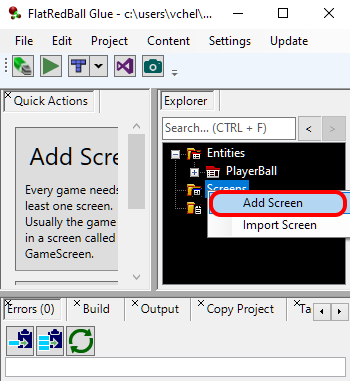 FlatRedBall Glue - c:\users\vchel\...
File Project Content Settings Update
Quick Actions
Add Scre
Every game needs
least one screen.
Usually the game
in a screen called
GameScreen.
Explorer
Search... (CTRL + F)
< >
Entities
PlayerBall
Screens
Add Screen
Import Screen
Errors (0) Build Output Copy Project Ta